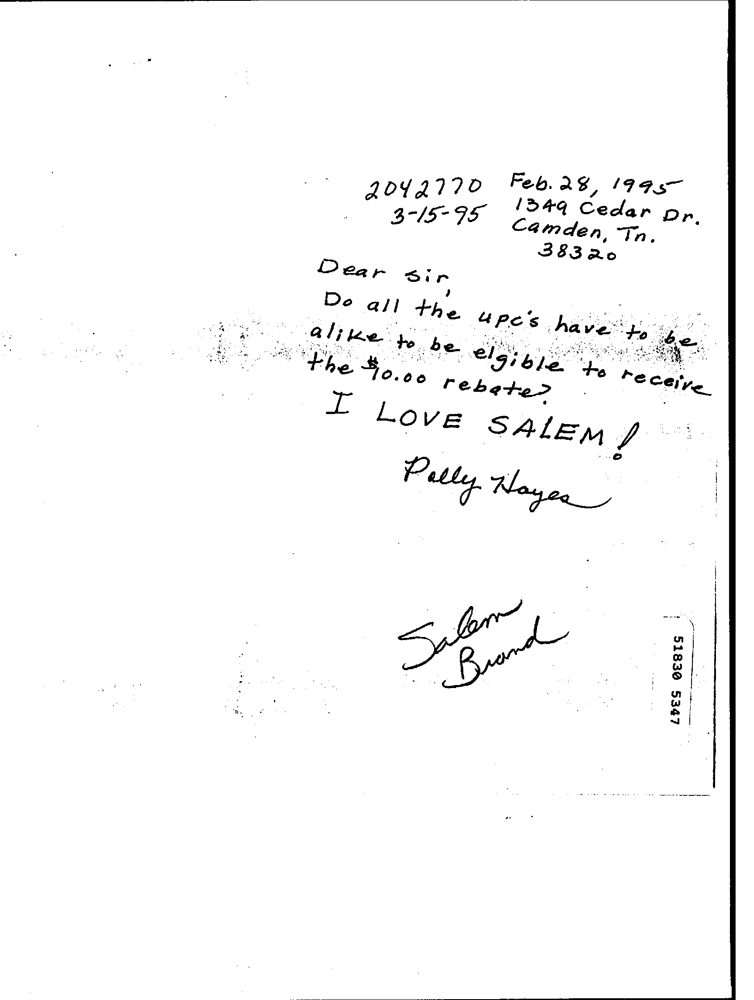 2042770 Feb. 28, 1995
3-15-95 1349 Cedar Dr.
Camden, Tn.
38320
Dear Sir,
Do all the upc's have to be
alike to be elgible to receive
the $10.00 rebate?
I LOVE SALEM!
Polly Hayes
Salem
Brand
51830 5347